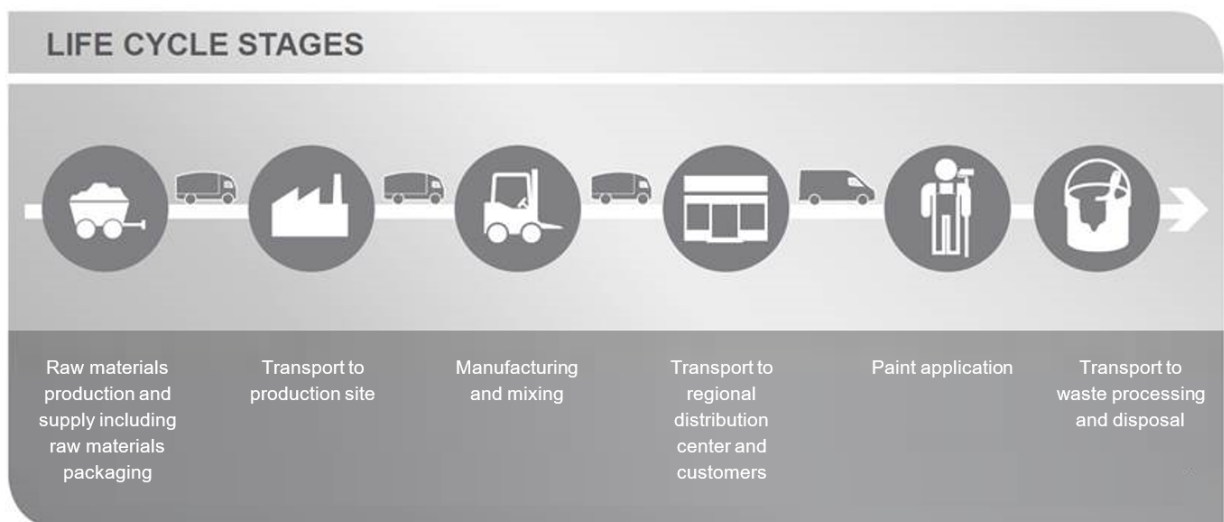 LIFE CYCLE STAGES
Raw materials
production and
supply including
raw materials
packaging
Transport to
production site
Manufacturing
and mixing
Transport to
regional
distribution
center and
customers
Paint application
Transport to
waste processing
and disposal